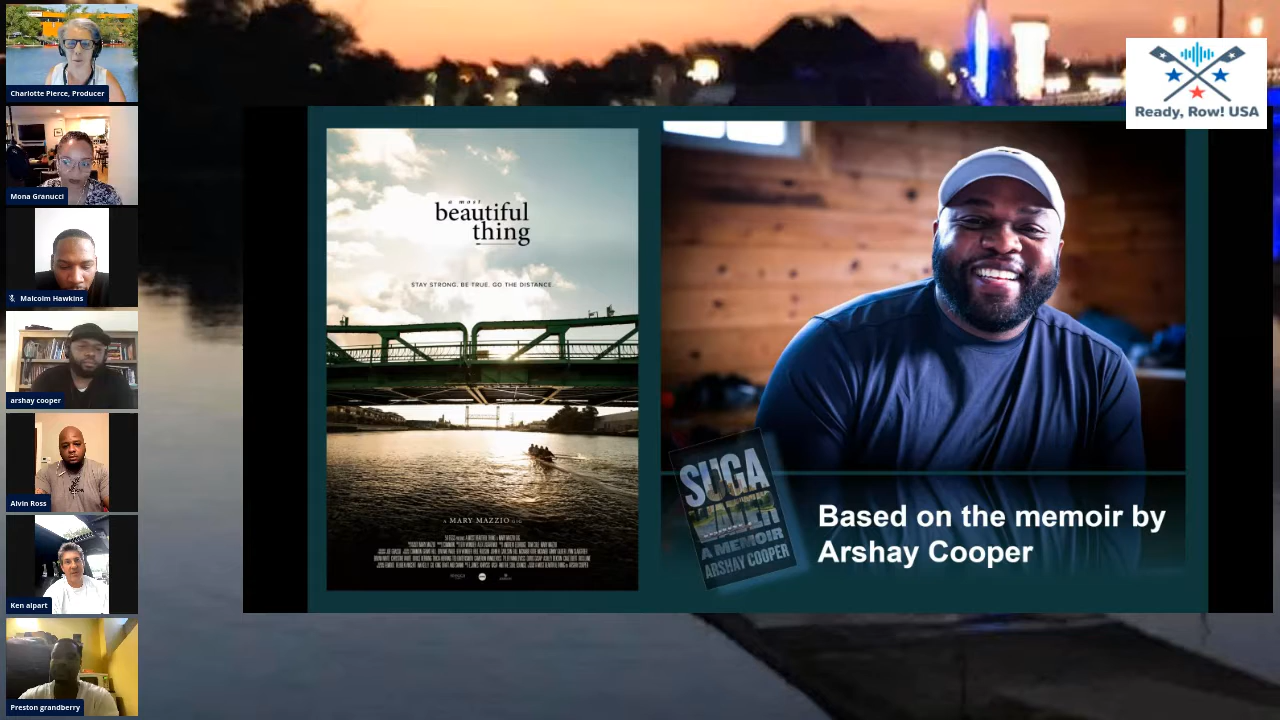 Charlotte Pierce, Producer
Mona Granucci
Malcolm Hawkins
arshay cooper
Alvin Ross
Ken alpart
Preston grandberry
a most
beautiful
thing
STAY STRONG. BE TRUE. GO THE DISTANCE
A MARY MAZZIO FILM
SUGA
WATER
A MEMOIR
ARSHAY COOPER
Based on the memoir by
Arshay Cooper
Ready, Row! USA